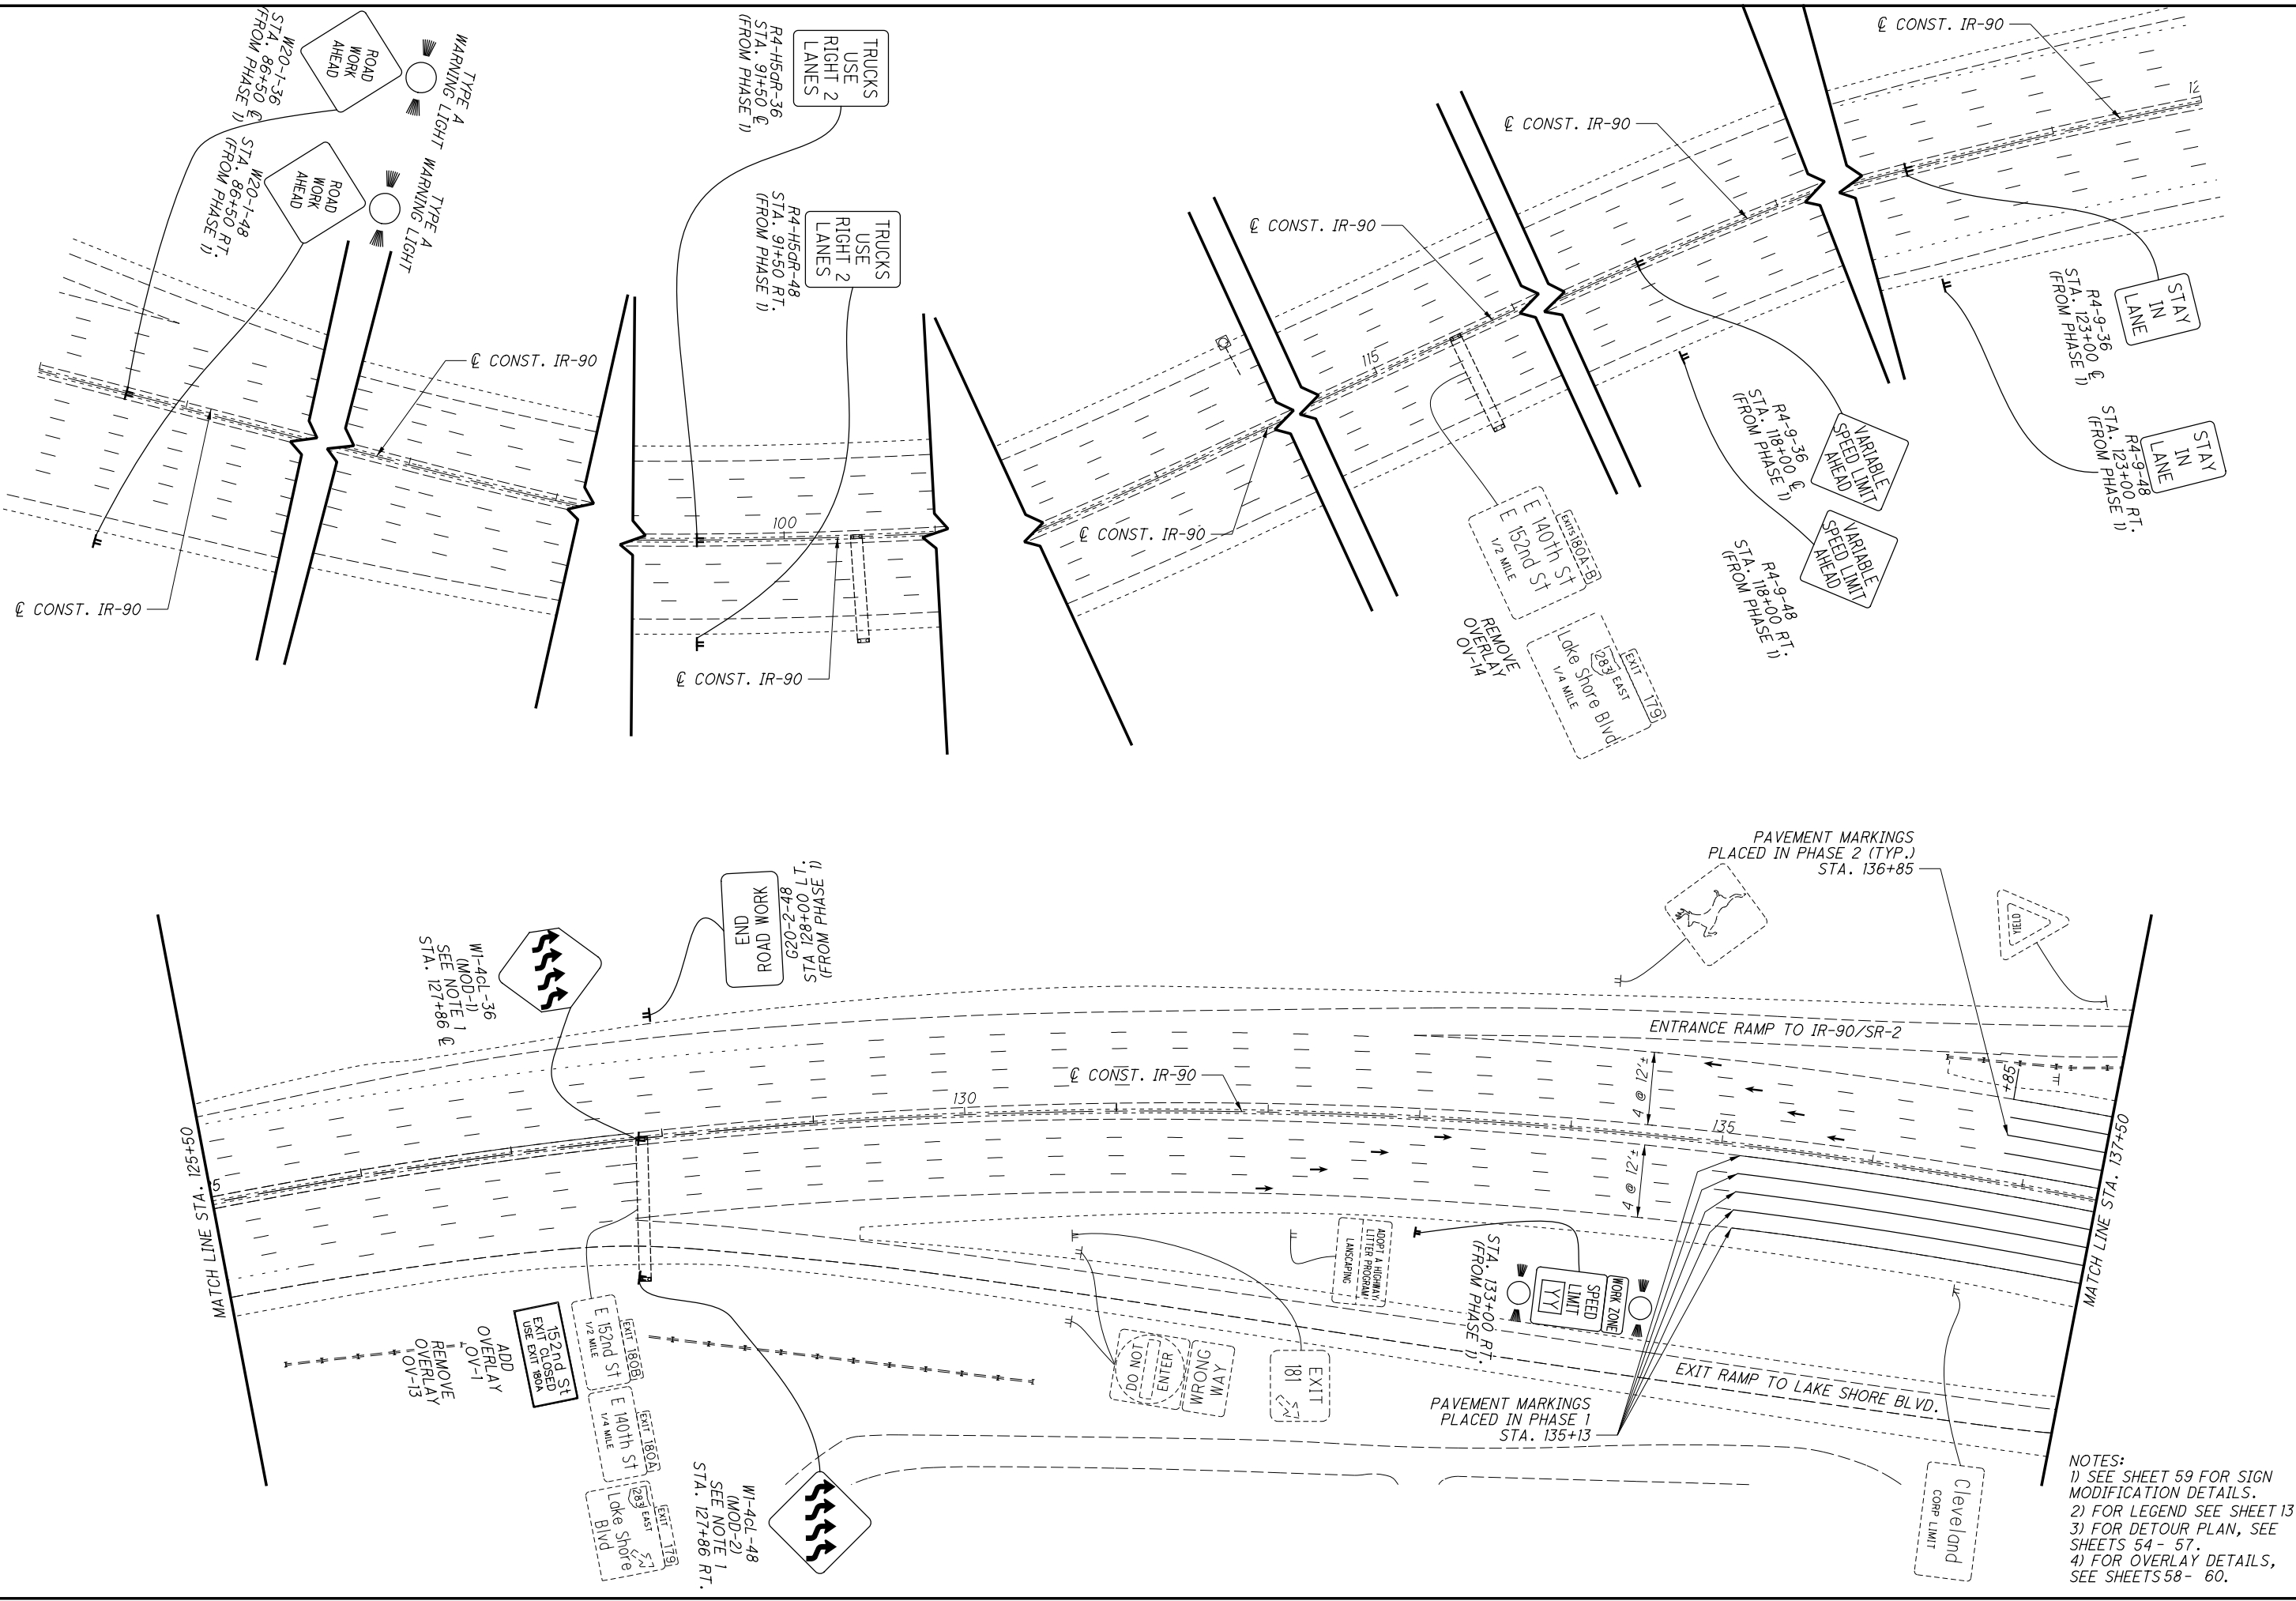 ROAD
WORK
AHEAD
W20-1-36
STA. 86+50 ℄
(FROM PHASE 1)
TYPE A
WARNING LIGHT
ROAD
WORK
AHEAD
W20-1-48
STA. 86+50 RT.
(FROM PHASE 1)
TYPE A
WARNING LIGHT
℄ CONST. IR-90
℄ CONST. IR-90
TRUCKS
USE
RIGHT 2
LANES
R4-H5aR-36
STA. 91+50 ℄
(FROM PHASE 1)
TRUCKS
USE
RIGHT 2
LANES
R4-H5aR-48
STA. 91+50 RT.
(FROM PHASE 1)
100
℄ CONST. IR-90
℄ CONST. IR-90
℄ CONST. IR-90
115
℄ CONST. IR-90
℄ CONST. IR-90
12
EXITS 180A-B
E 140th St
E 152nd St
1/2 MILE
REMOVE
OVERLAY
OV-14
EXIT 179
283 EAST
Lake Shore Blvd
1/4 MILE
VARIABLE
SPEED LIMIT
AHEAD
R4-9-36
STA. 118+00 ℄
(FROM PHASE 1)
VARIABLE
SPEED LIMIT
AHEAD
R4-9-48
STA. 118+00 RT.
(FROM PHASE 1)
STAY
IN
LANE
R4-9-36
STA. 123+00 ℄
(FROM PHASE 1)
STAY
IN
LANE
R4-9-48
STA. 123+00 RT.
(FROM PHASE 1)
MATCH LINE STA. 125+50
5
W1-4cL-36
(MOD-1)
SEE NOTE 1
STA. 127+86 ℄
END
ROAD WORK
G20-2-48
STA 128+00 LT.
(FROM PHASE 1)
130
℄ CONST. IR-90
PAVEMENT MARKINGS
PLACED IN PHASE 2 (TYP.)
STA. 136+85
YIELD
ENTRANCE RAMP TO IR-90/SR-2
4 @ 12'±
4 @ 12'±
135
+85
MATCH LINE STA. 137+50
REMOVE
OVERLAY
OV-13
ADD
OVERLAY
OV-1
152nd St
EXIT CLOSED
USE EXIT 180A
EXIT 180B
E 152nd St
1/2 MILE
EXIT 180A
E 140th St
1/4 MILE
EXIT 179
283 EAST
Lake Shore
Blvd
W1-4cL-48
(MOD-2)
SEE NOTE 1
STA. 127+86 RT.
DO NOT
ENTER
WRONG
WAY
EXIT
181
ADOPT A HIGHWAY
LITTER PROGRAM
LANSCAPING
STA. 133+00 RT.
(FROM PHASE 1)
WORK ZONE
SPEED
LIMIT
YY
PAVEMENT MARKINGS
PLACED IN PHASE 1
STA. 135+13
EXIT RAMP TO LAKE SHORE BLVD.
Cleveland
CORP LIMIT
NOTES:
1) SEE SHEET 59 FOR SIGN
MODIFICATION DETAILS.
2) FOR LEGEND SEE SHEET 13
3) FOR DETOUR PLAN, SEE
SHEETS 54 - 57.
4) FOR OVERLAY DETAILS,
SEE SHEETS 58 - 60.